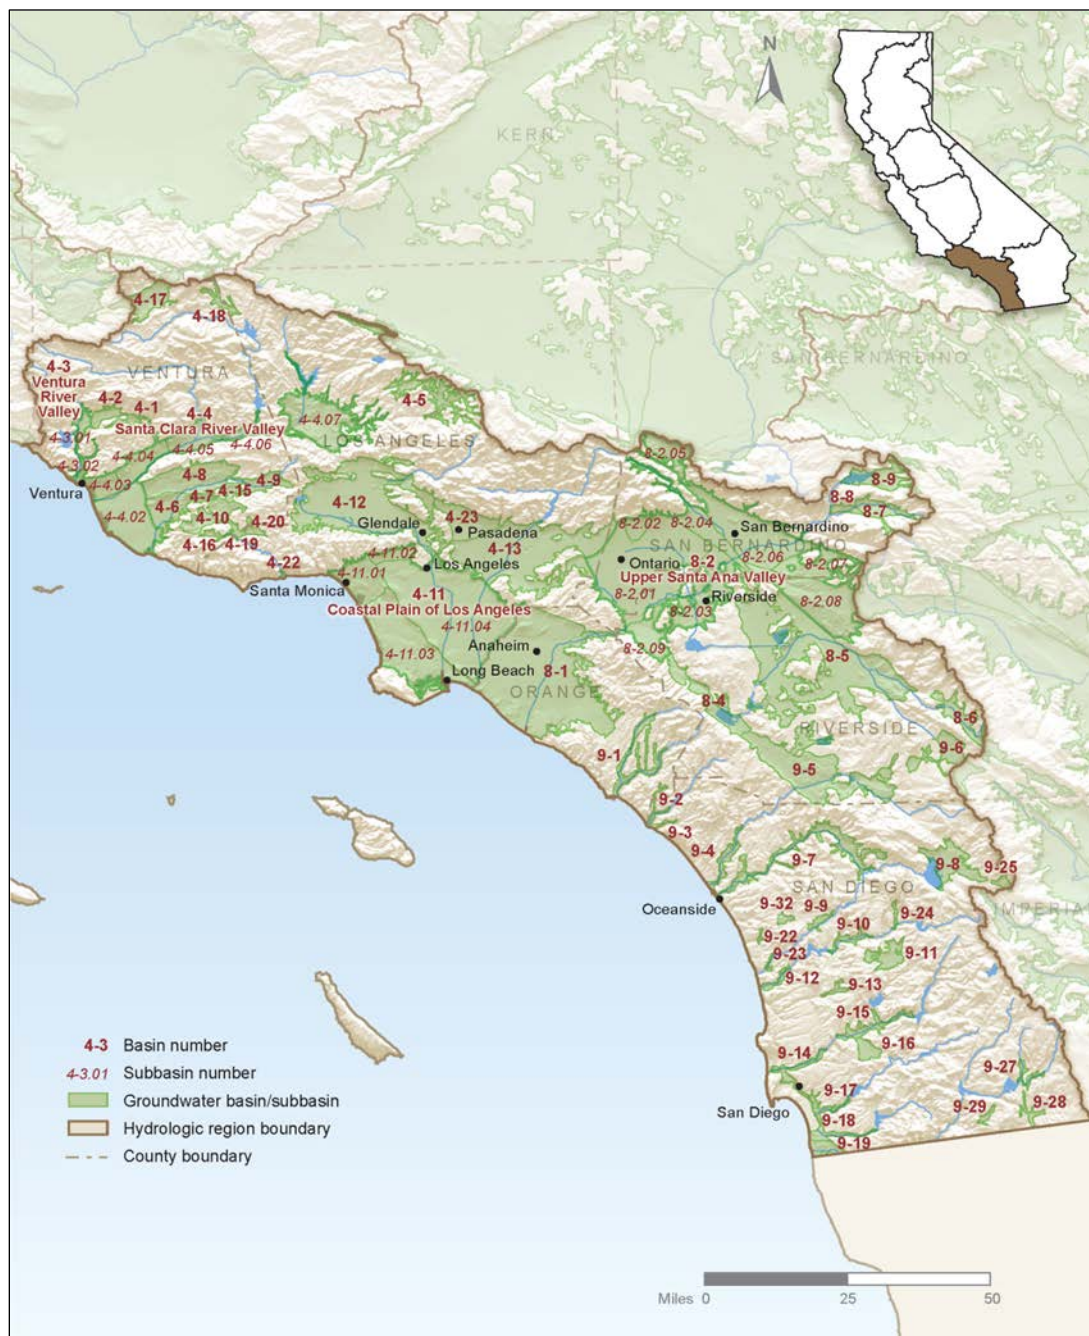 N
KERN
SAN BERNARDINO
4-17
4-18
4-3
Ventura
River
Valley
VENTURA
4-2
4-1
4-4
Santa Clara River Valley
4-5
4-4.07
LOS ANGELES
4-3.01
4-4.04
4-4.05
4-4.06
4-3.02
4-4.03
Ventura
4-4.02
4-8
4-9
4-6
4-7
4-15
4-10
4-20
4-16
4-19
4-22
4-12
Glendale
4-23
Pasadena
4-13
4-11.02
Los Angeles
4-11.01
Santa Monica
4-11
Coastal Plain of Los Angeles
4-11.04
4-11.03
Anaheim
Long Beach
8-1
ORANGE
8-2.05
8-9
8-8
8-7
8-2.02
8-2.04
San Bernardino
SAN BERNARDINO
Ontario
8-2
8-2.06
8-2.07
Upper Santa Ana Valley
8-2.01
Riverside
8-2.03
8-2.08
8-2.09
8-5
8-4
8-6
RIVERSIDE
9-6
9-1
9-5
9-2
9-3
9-4
9-7
9-8
9-25
SAN DIEGO
IMPERIA
Oceanside
9-32
9-9
9-24
9-10
9-22
9-23
9-11
9-12
9-13
9-15
9-16
9-14
9-27
9-17
San Diego
9-18
9-29
9-28
9-19
4-3 Basin number
4-3.01 Subbasin number
Groundwater basin/subbasin
Hydrologic region boundary
County boundary
Miles 0 25 50